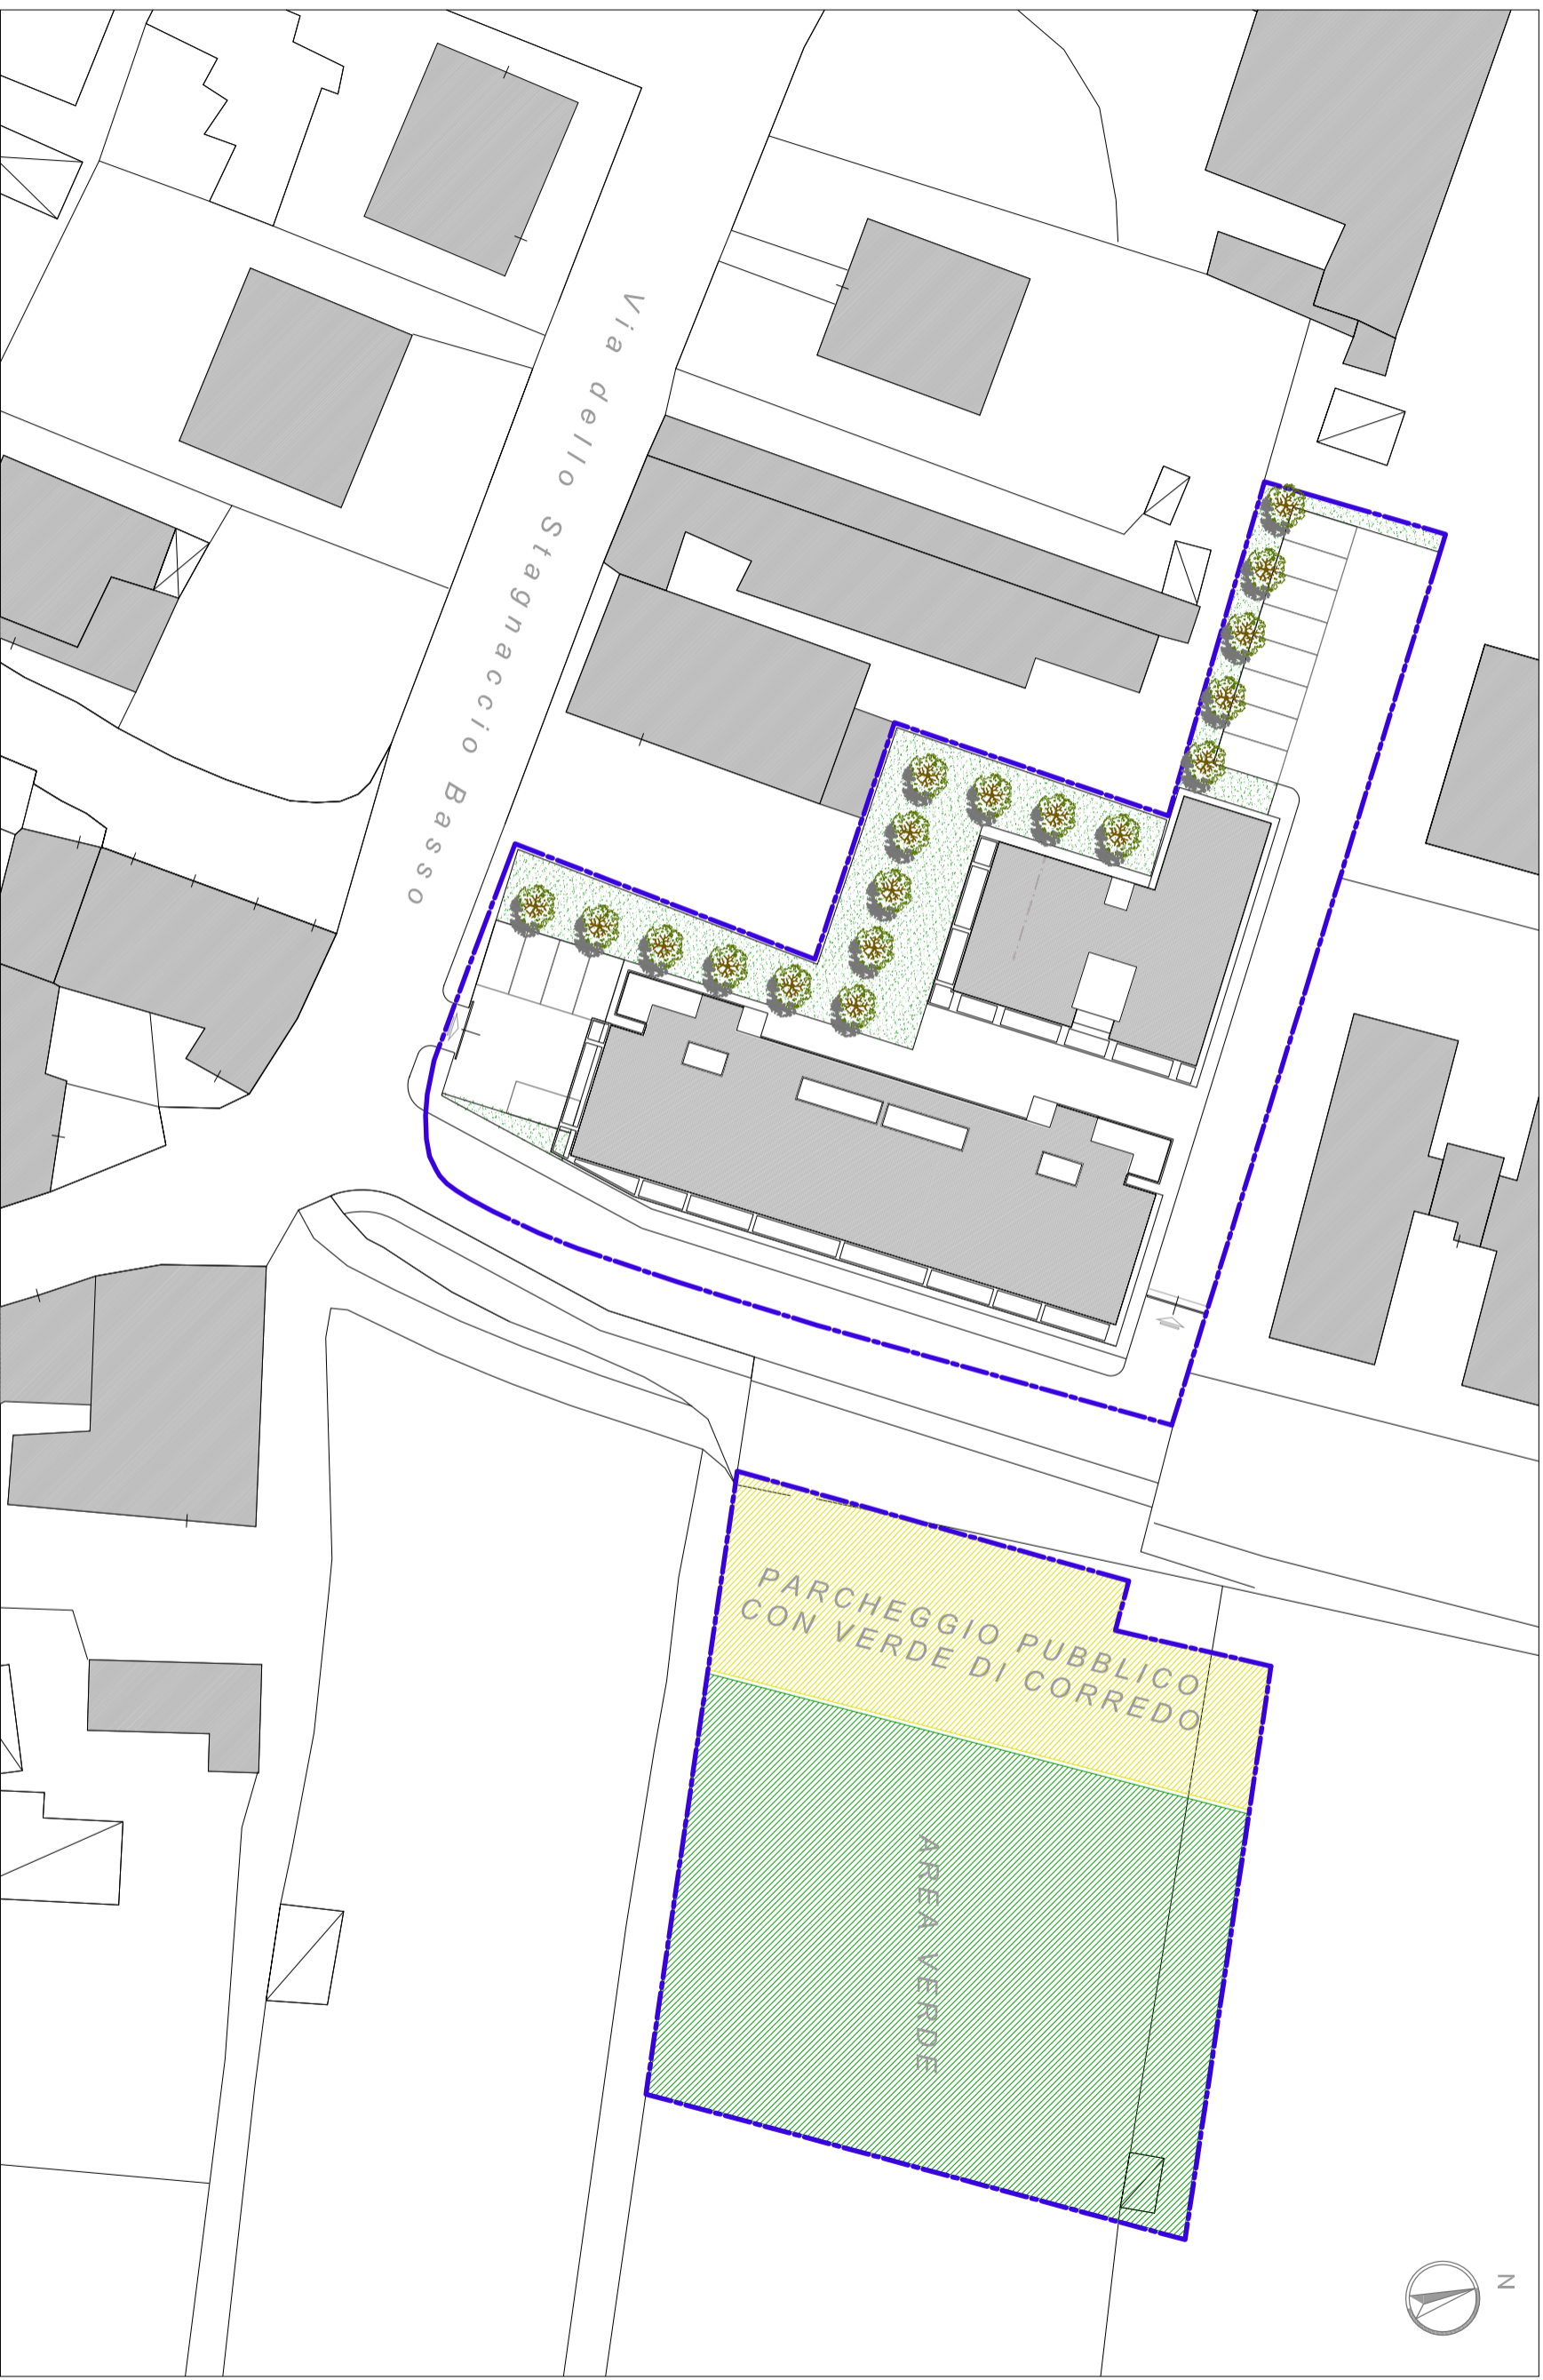 Via dello Stagnaccio Basso
PARCHEGGIO PUBBLICO
CON VERDE DI CORREDO
AREA VERDE
N